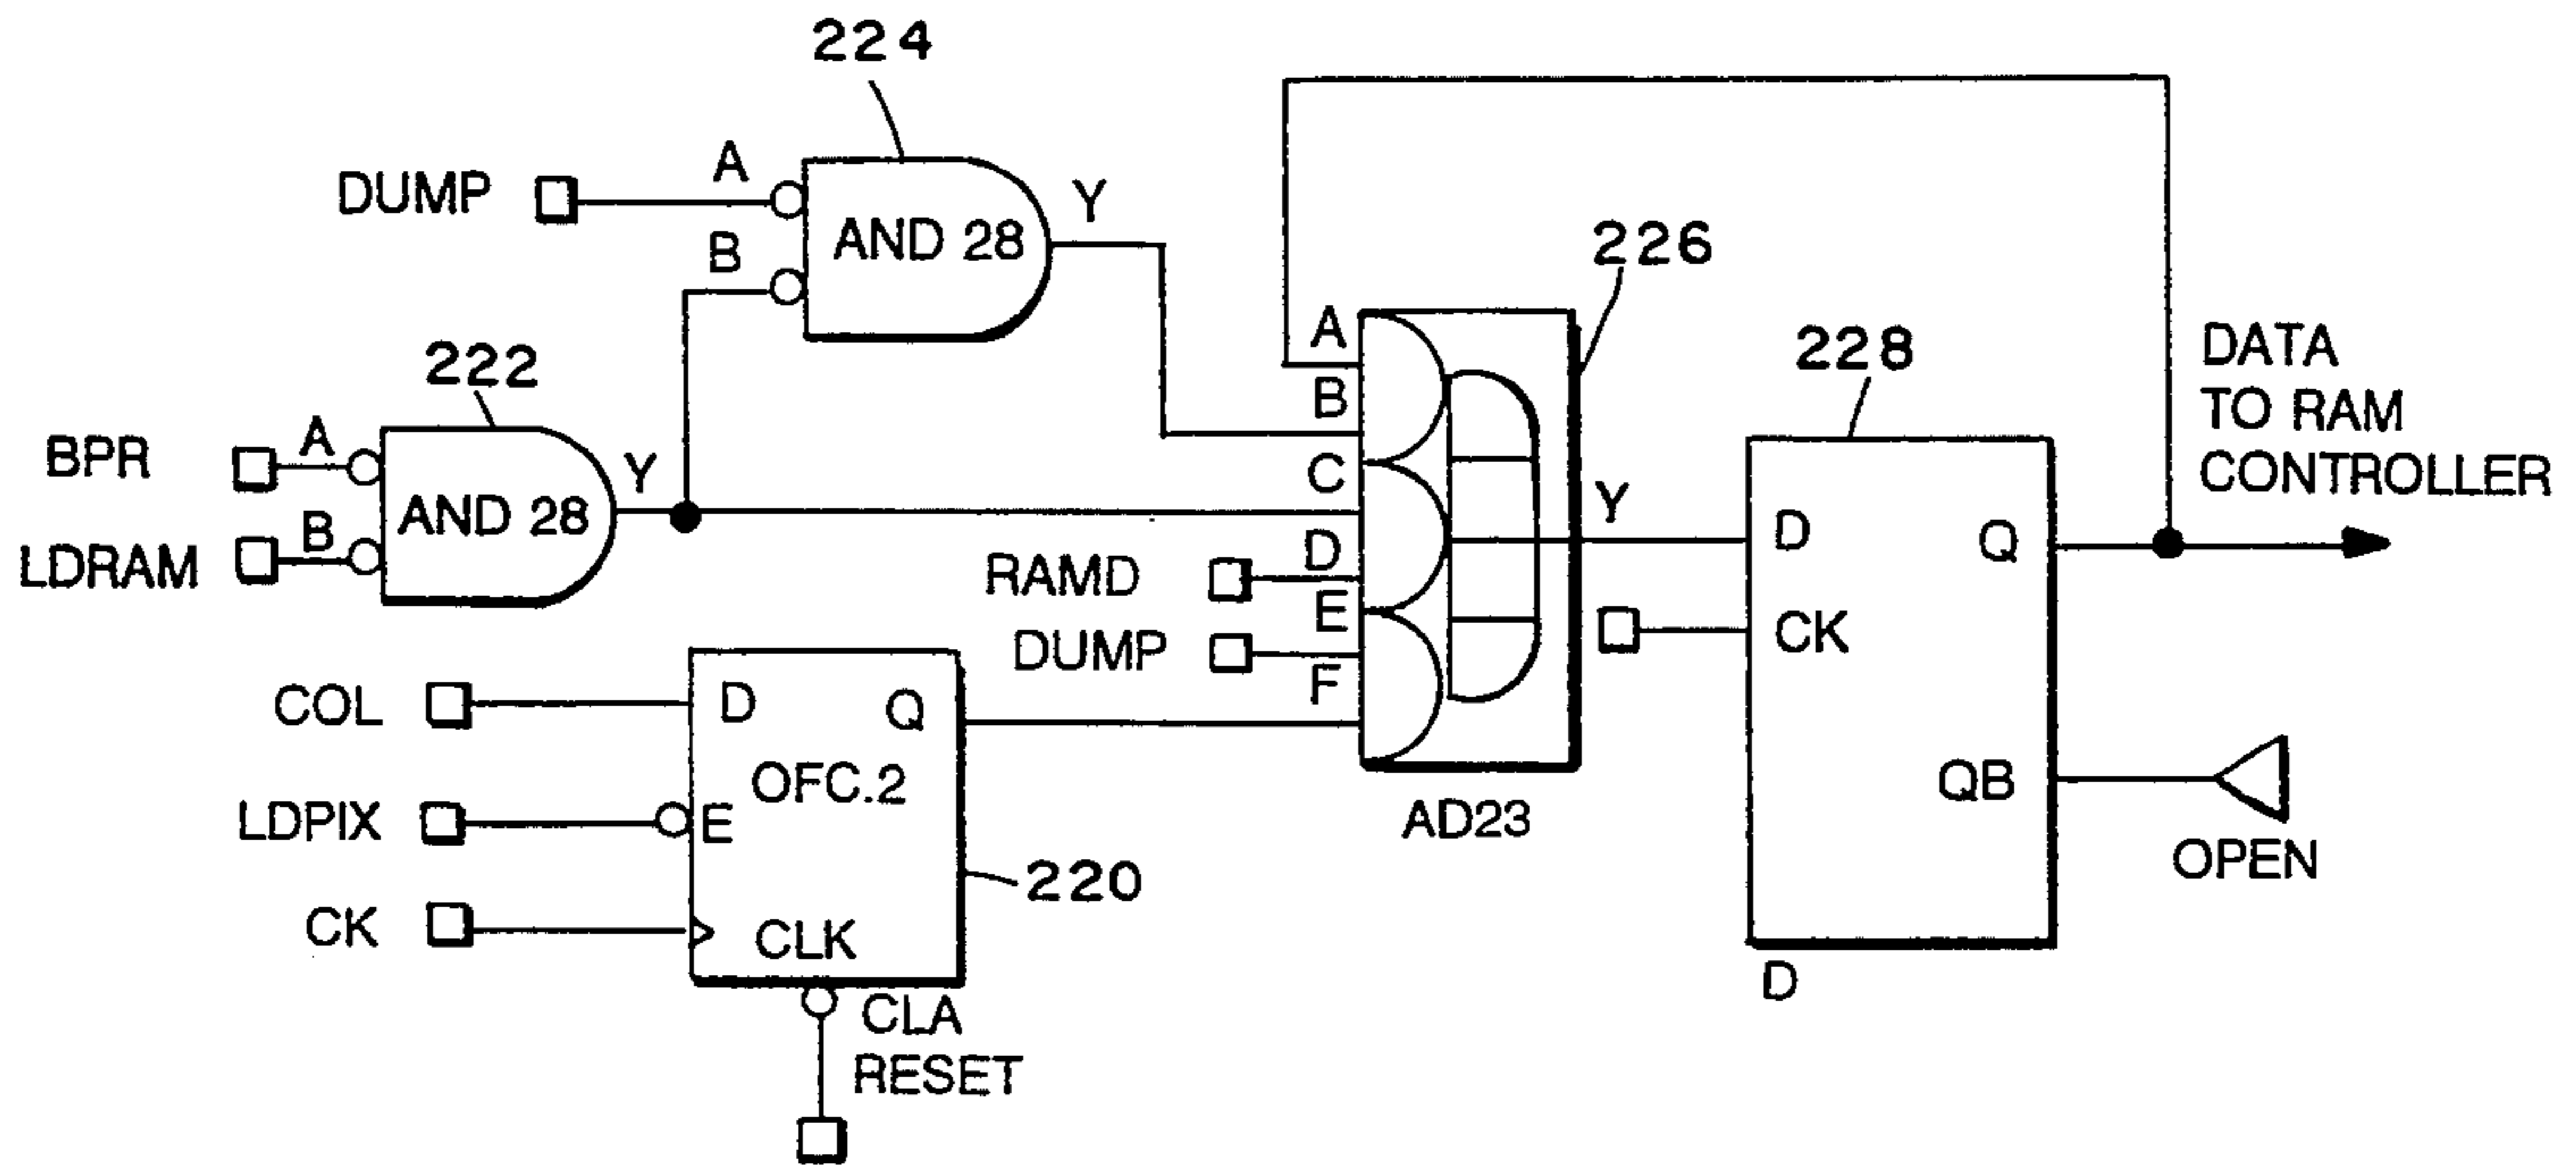 224
DUMP
A
B
AND 28
Y
226
222
BPR
LDRAM
A
B
AND 28
Y
A
B
C
D
E
F
RAMD
DUMP
Y
AD23
228
D
CK
Q
QB
D
DATA
TO RAM
CONTROLLER
OPEN
COL
LDPIX
CK
D
Q
OFC.2
E
CLK
220
CLA
RESET